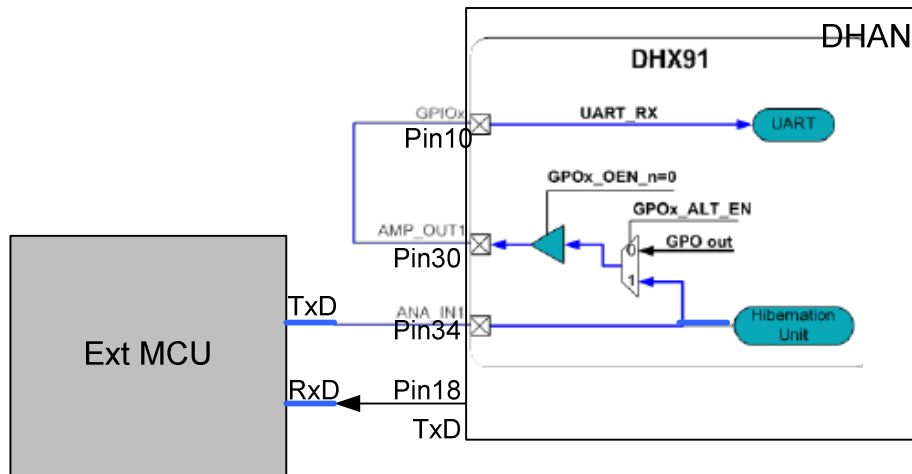 DHAN
DHX91
GPIOx
Pin10
UART_RX
UART
GPOx_OEN_n=0
GPOx_ALT_EN
AMP_OUT1
Pin30
0
GPO out
1
TxD
ANA_IN1
Pin34
Hibernation
Unit
Ext MCU
RxD
Pin18
TxD